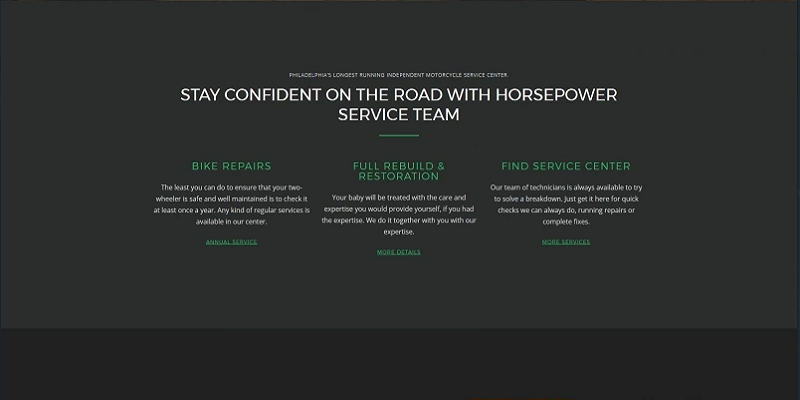 PHILADELPHIA'S LONGEST RUNNING INDEPENDENT MOTORCYCLE SERVICE CENTER.
STAY CONFIDENT ON THE ROAD WITH HORSEPOWER
SERVICE TEAM
BIKE REPAIRS
The least you can do to ensure that your two-
wheeler is safe and well maintained is to check it
at least once a year. Any kind of regular services is
available in our center.
ANNUAL SERVICE
FULL REBUILD &
RESTORATION
Your baby will be treated with the care and
expertise you would provide yourself, if you had
the expertise. We do it together with you with our
expertise.
MORE DETAILS
FIND SERVICE CENTER
Our team of technicians is always available to try
to solve a breakdown. Just get it here for quick
checks we can always do, running repairs or
complete fixes.
MORE SERVICES